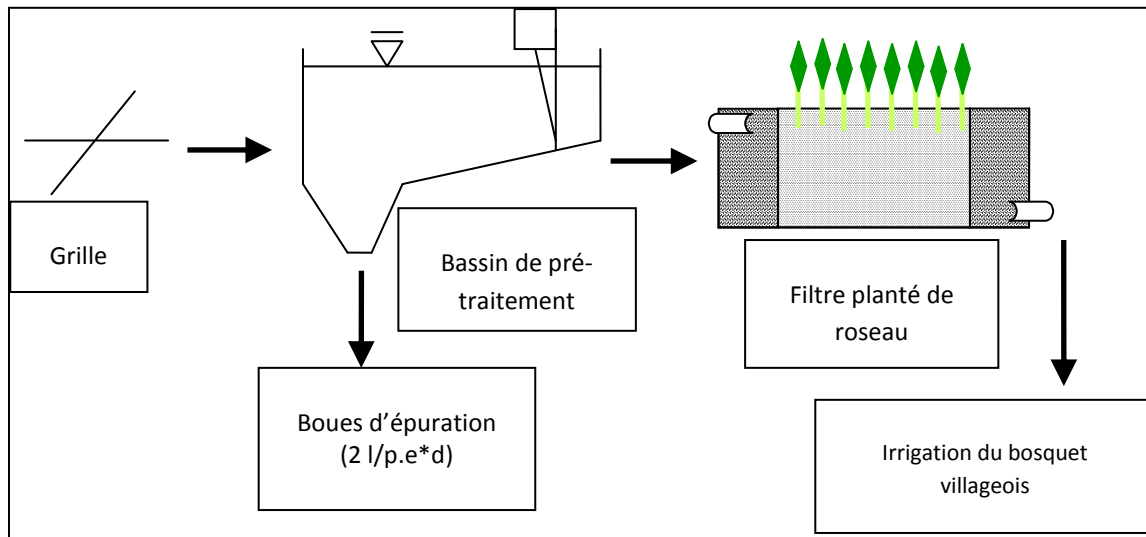 Grille
Bassin de pré-
traitement
Filtre planté de
roseau
Boues d'épuration
(2 l/p.e*d)
Irrigation du bosquet
villageois